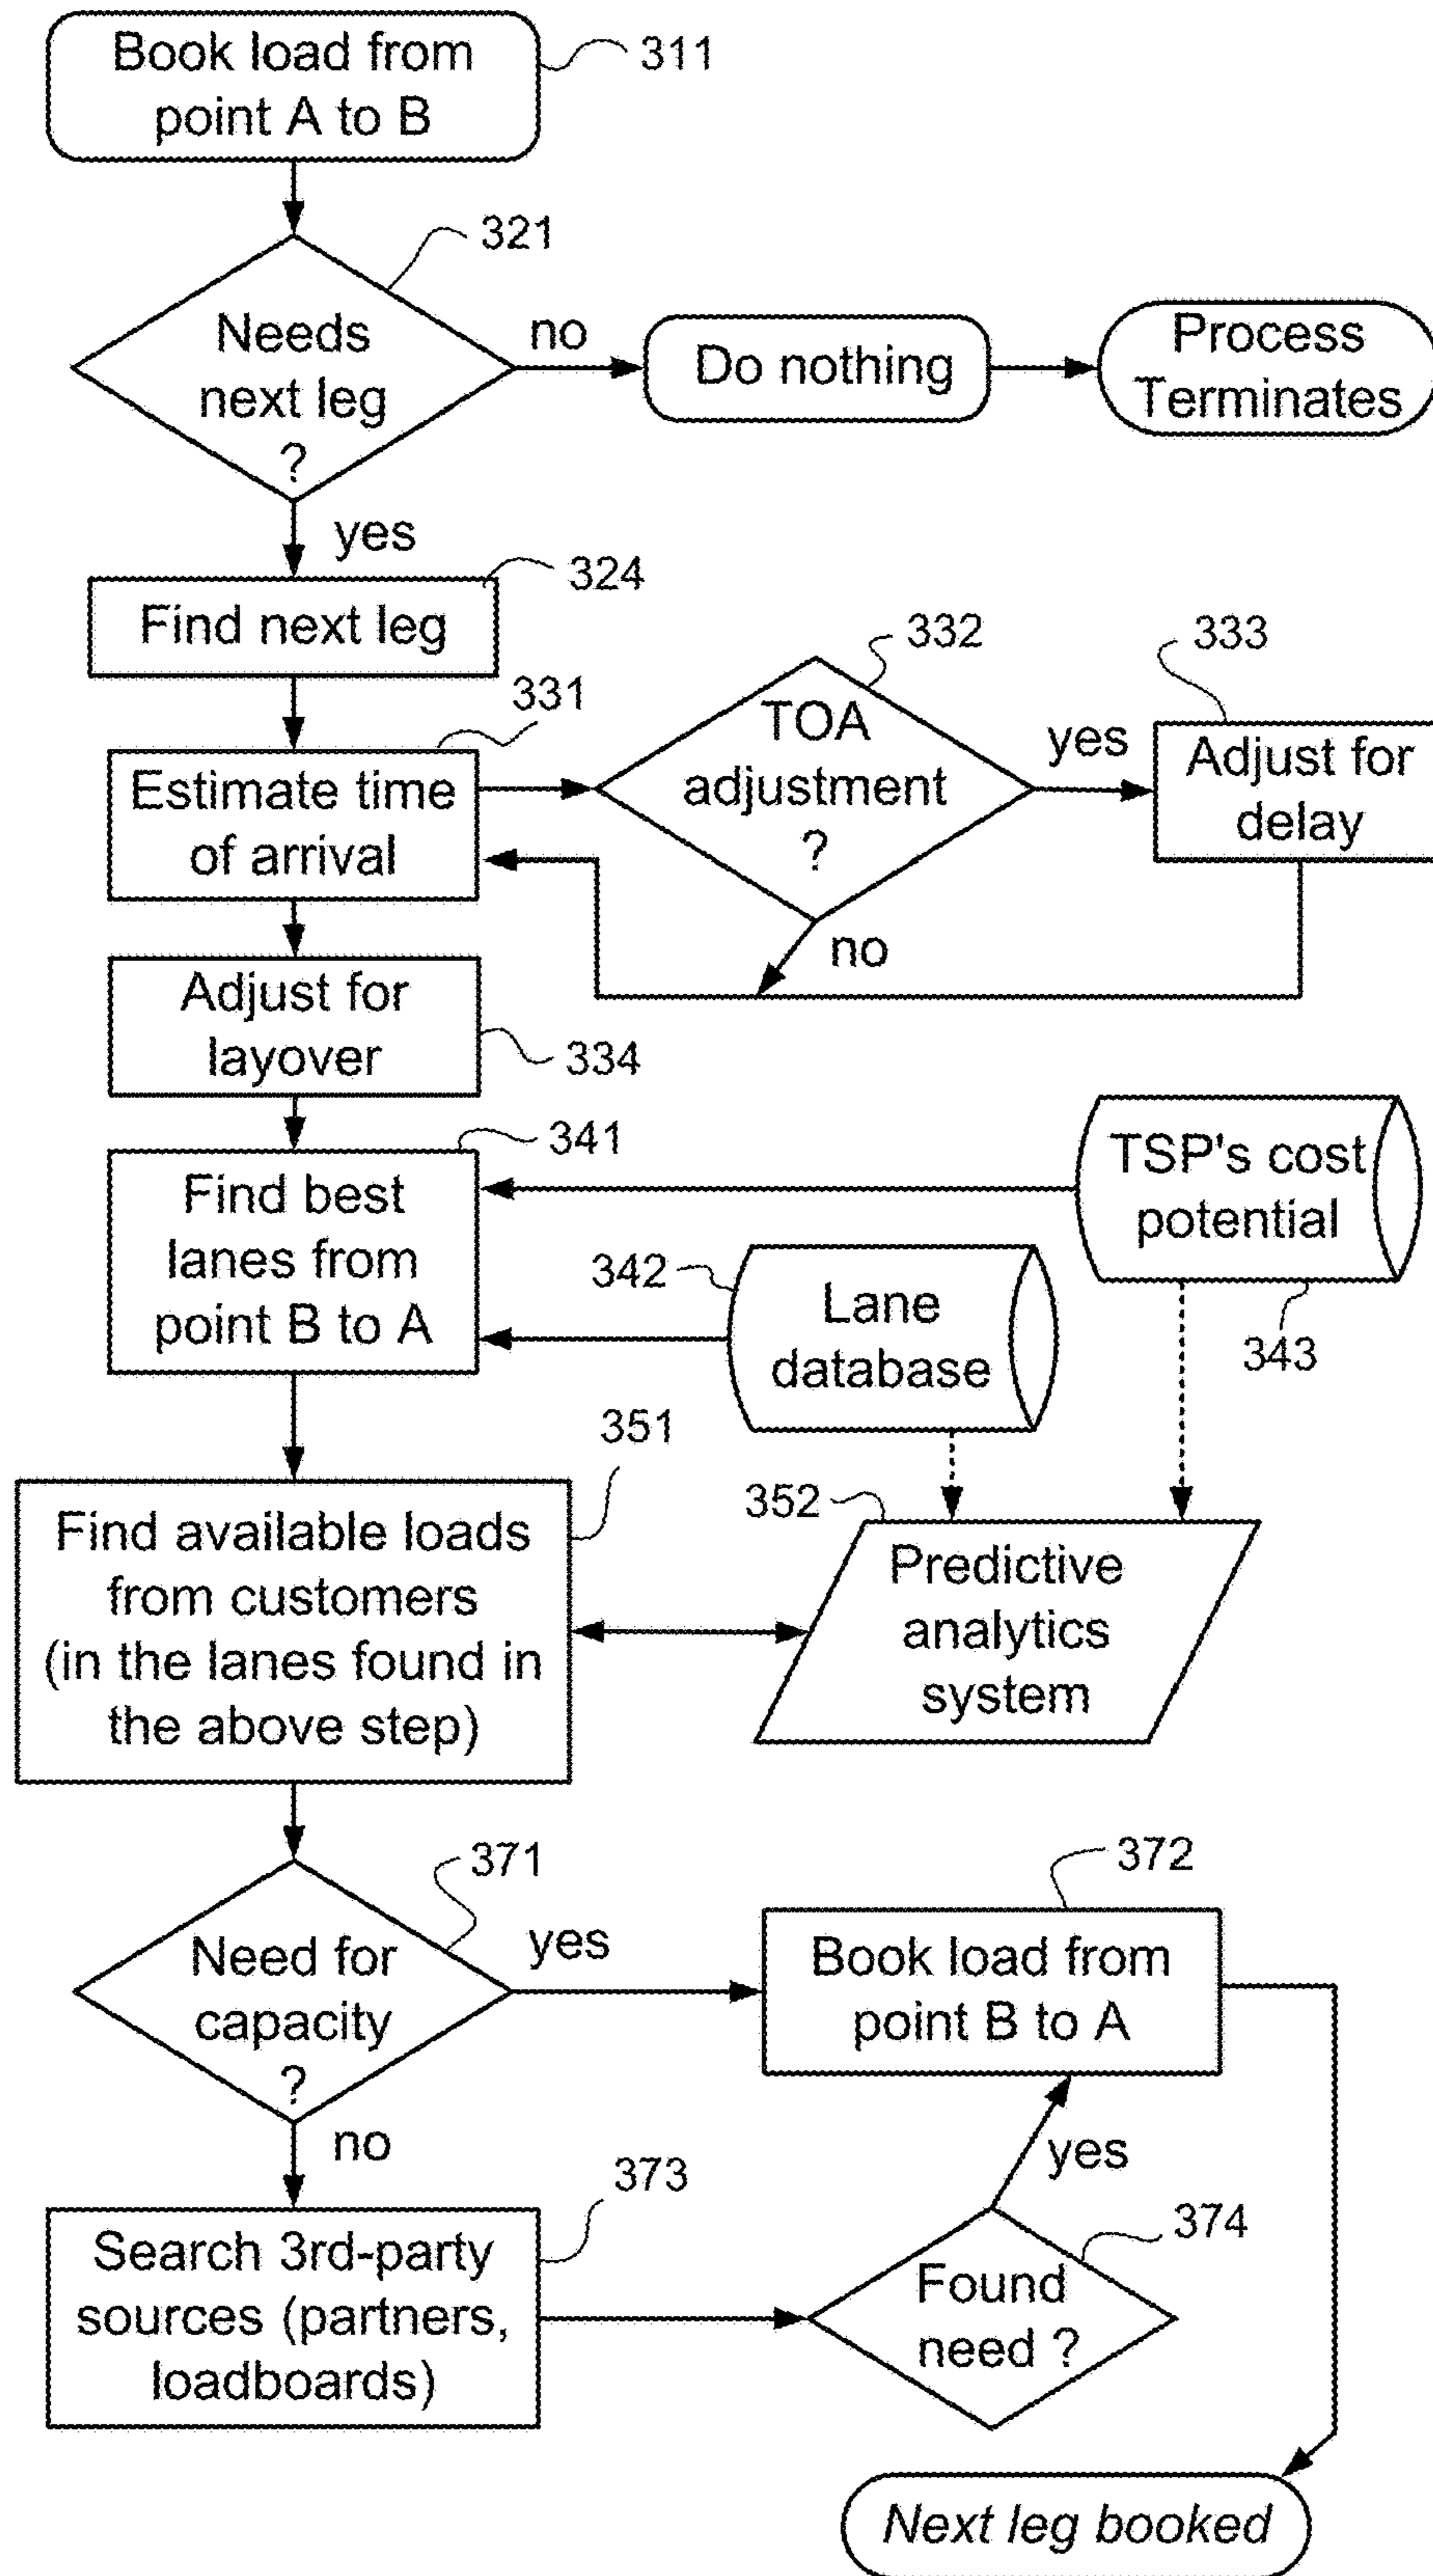 Book load from
point A to B
311
321
Needs
next leg
?
no
Do nothing
Process
Terminates
yes
324
Find next leg
331
Estimate time
of arrival
332
TOA
adjustment
?
yes
333
Adjust for
delay
no
Adjust for
layover
334
341
Find best
lanes from
point B to A
TSP's cost
potential
343
342
Lane
database
351
Find available loads
from customers
(in the lanes found in
the above step)
352
Predictive
analytics
system
371
Need for
capacity
?
yes
372
Book load from
point B to A
no
373
Search 3rd-party
sources (partners,
loadboards)
yes
374
Found
need ?
Next leg booked